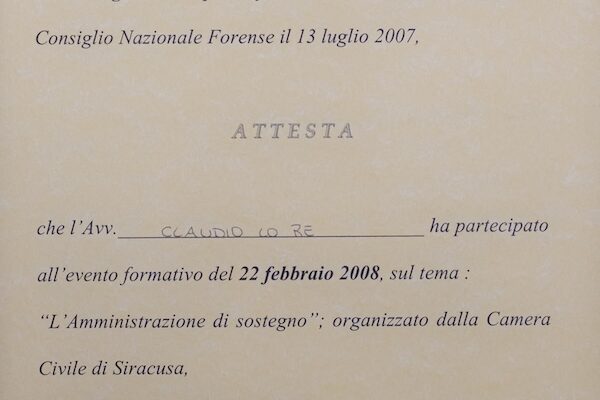 Consiglio Nazionale Forense il 13 luglio 2007,
ATTESTA
che l'Avv. CLAUDIO LO RE ha partecipato
all'evento formativo del 22 febbraio 2008, sul tema :
“L'Amministrazione di sostegno”; organizzato dalla Camera
Civile di Siracusa,